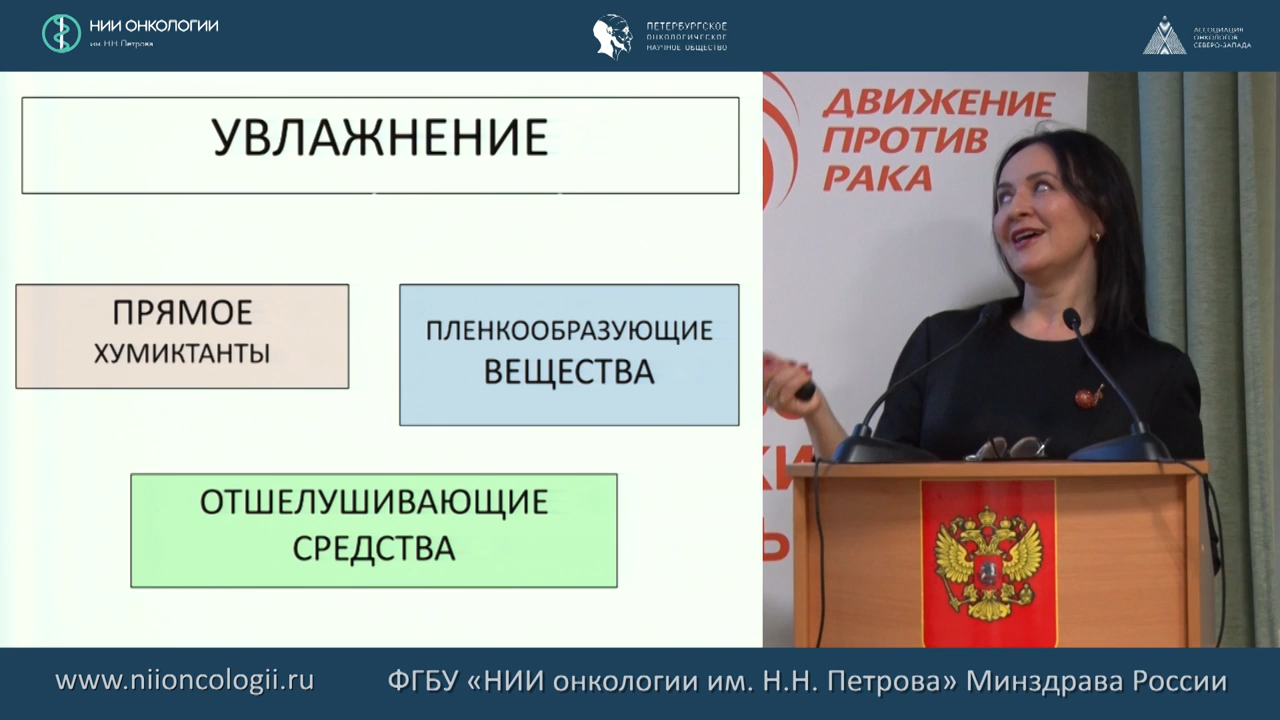 НИИ ОНКОЛОГИИ
им. Н.Н. Петрова
ПЕТЕРБУРГСКОЕ
ОНКОЛОГИЧЕСКОЕ
НАУЧНОЕ ОБЩЕСТВО
АССОЦИАЦИЯ
ОНКОЛОГОВ
СЕВЕРО-ЗАПАДА
УВЛАЖНЕНИЕ
ПРЯМОЕ
ХУМИКТАНТЫ
ПЛЕНКООБРАЗУЮЩИЕ
ВЕЩЕСТВА
ОТШЕЛУШИВАЮЩИЕ
СРЕДСТВА
ДВИЖЕНИЕ
ПРОТИВ
РАКА
www.niioncologii.ru
ФГБУ «НИИ онкологии им. Н.Н. Петрова» Минздрава России